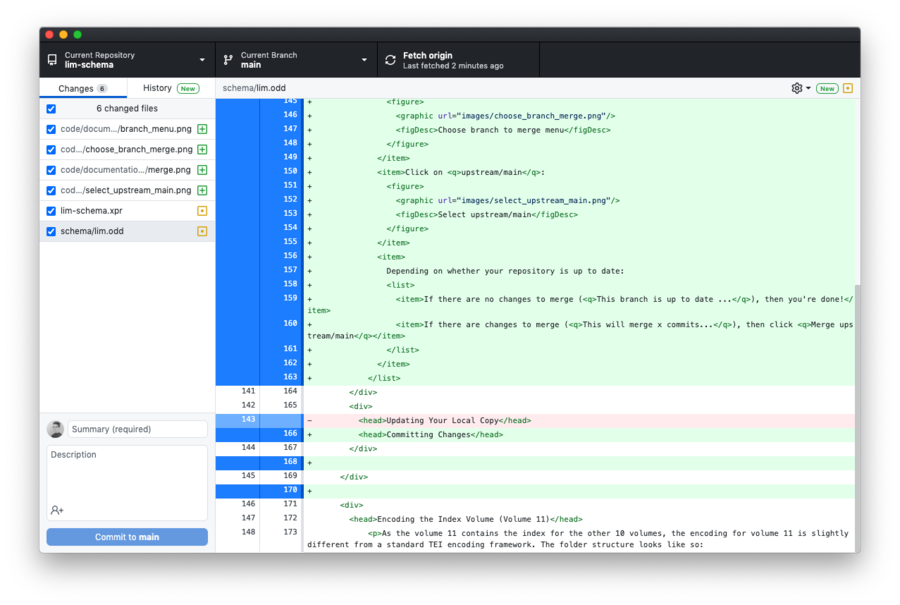 Current Repository
lim-schema
Current Branch
main
Fetch origin
Last fetched 2 minutes ago
Changes 6
History New
schema/lim.odd
New
6 changed files
code/docum.../branch_menu.png
cod.../choose_branch_merge.png
code/documentatio.../merge.png
cod.../select_upstream_main.png
lim-schema.xpr
schema/lim.odd
Summary (required)
Description
Commit to main
145 + <figure>
146 + <graphic url="images/choose_branch_merge.png"/>
147 + <figDesc>Choose branch to merge menu</figDesc>
148 + </figure>
149 + </item>
150 + <item>Click on <q>upstream/main</q>:
151 + <figure>
152 + <graphic url="images/select_upstream_main.png"/>
153 + <figDesc>Select upstream/main</figDesc>
154 + </figure>
155 + </item>
156 + <item>
157 + Depending on whether your repository is up to date:
158 + <list>
159 + <item>If there are no changes to merge (<q>This branch is up to date ...</q>), then you're done!</
item>
160 + <item>If there are changes to merge (<q>This will merge x commits...</q>), then click <q>Merge ups
tream/main</q></item>
161 + </list>
162 + </item>
163 + </list>
141 164 </div>
142 165 <div>
143 - <head>Updating Your Local Copy</head>
166 + <head>Committing Changes</head>
144 167 </div>
168 +
145 169 </div>
170 +
146 171 <div>
147 172 <head>Encoding the Index Volume (Volume 11)</head>
148 173 <p>As the volume 11 contains the index for the other 10 volumes, the encoding for volume 11 is slightly
different from a standard TEI encoding framework. The folder structure looks like so: